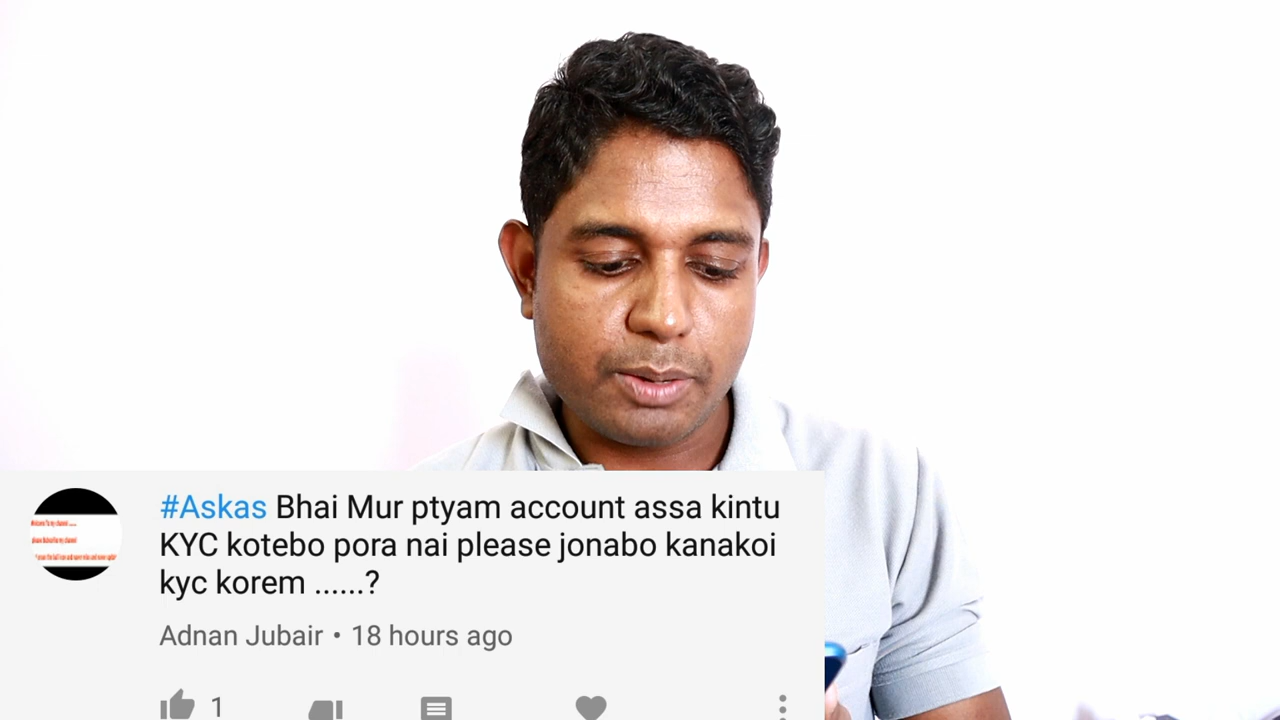 #Askas Bhai Mur ptyam account assa kintu
KYC kotebo pora nai please jonabo kanakoi
kyc korem ......?
Adnan Jubair • 18 hours ago
1